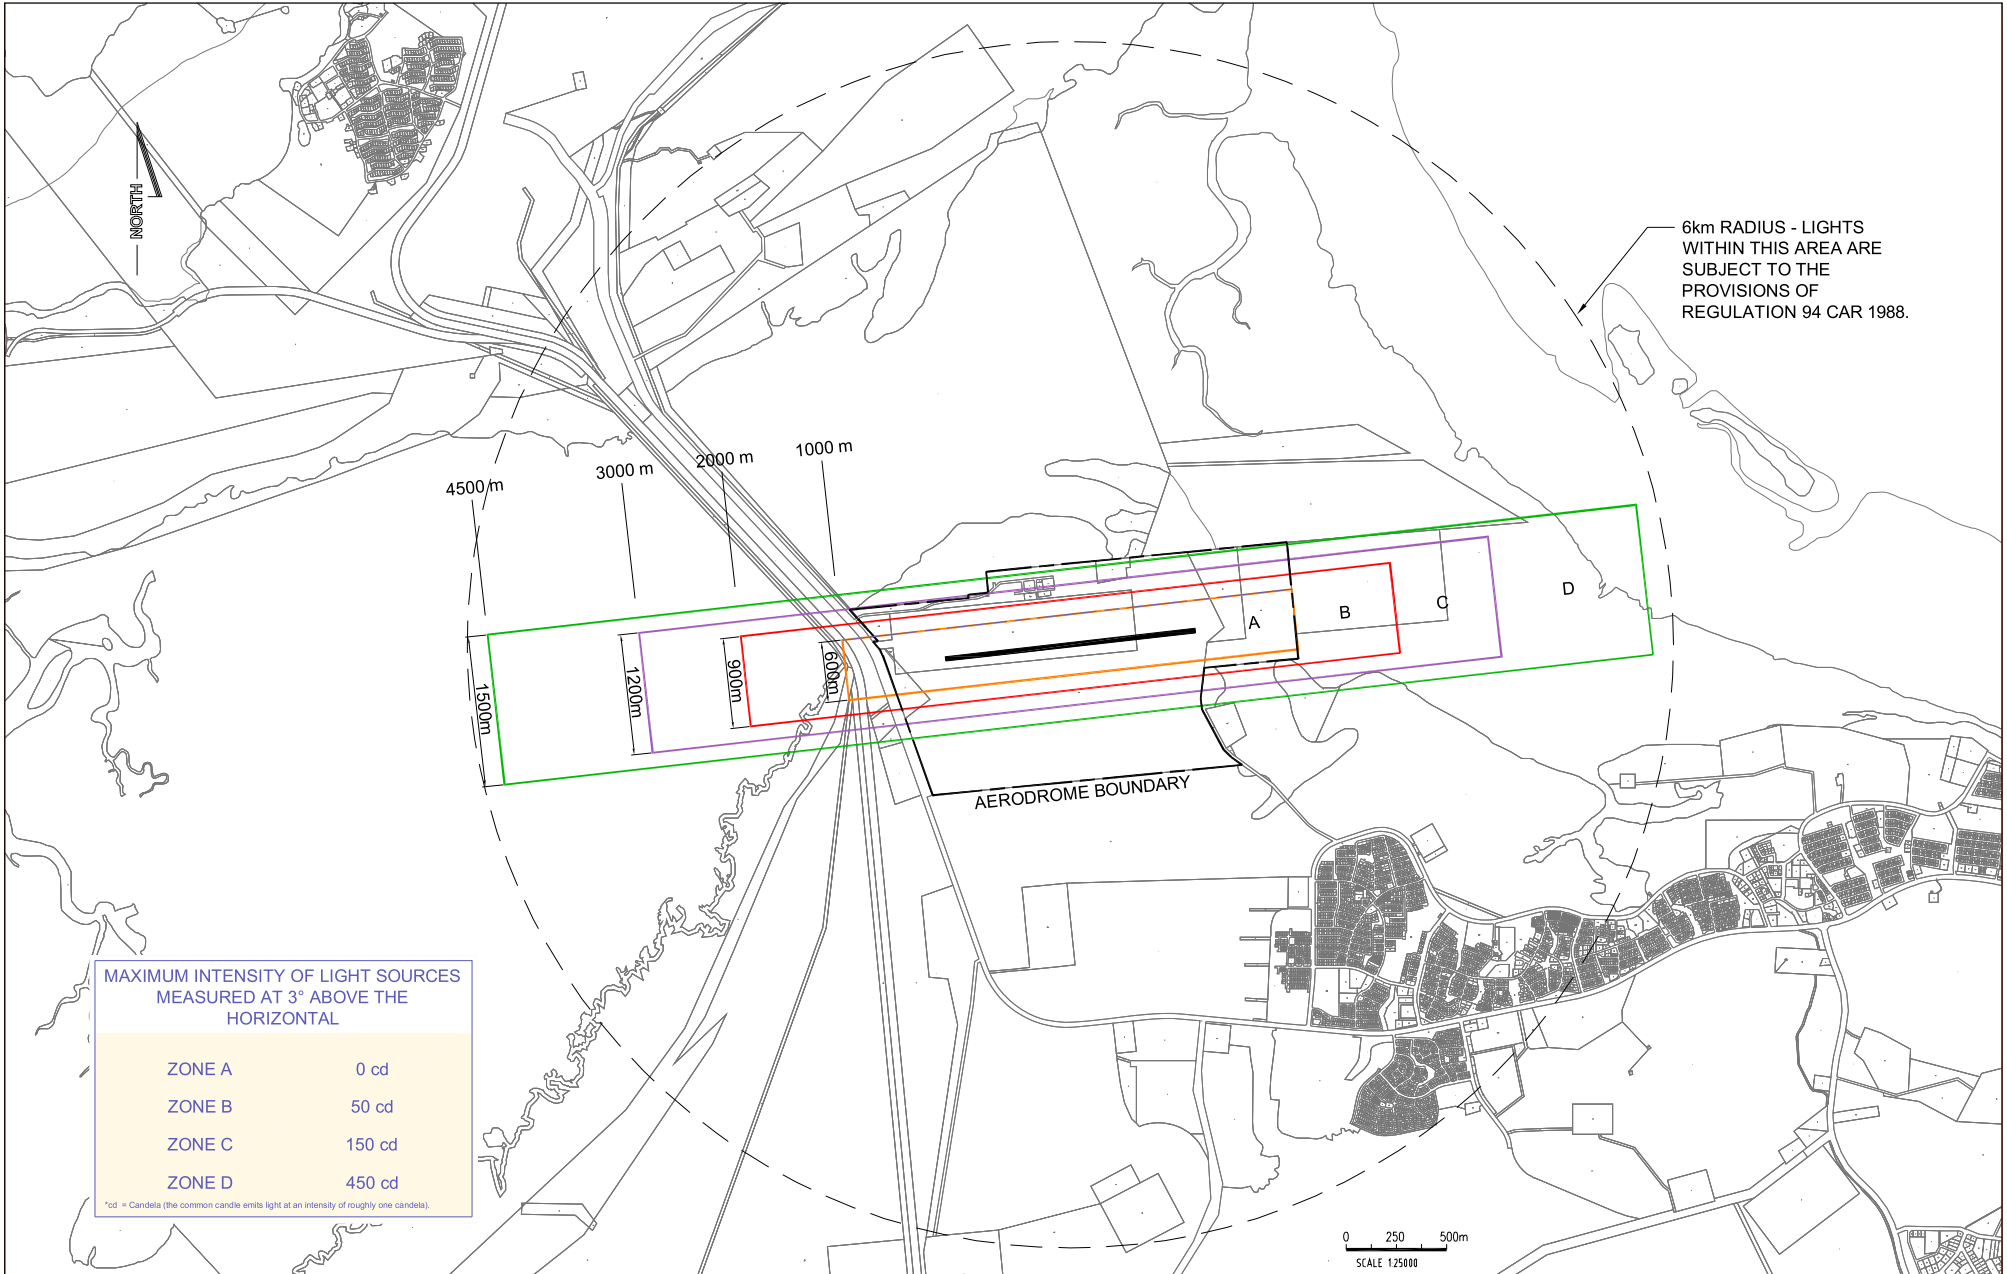 NORTH
6km RADIUS - LIGHTS
WITHIN THIS AREA ARE
SUBJECT TO THE
PROVISIONS OF
REGULATION 94 CAR 1988.
4500 m
3000 m
2000 m
1000 m
1500m
1200m
900m
600m
A
B
C
D
AERODROME BOUNDARY
MAXIMUM INTENSITY OF LIGHT SOURCES
MEASURED AT 3° ABOVE THE
HORIZONTAL
ZONE A 0 cd
ZONE B 50 cd
ZONE C 150 cd
ZONE D 450 cd
*cd = Candela (the common candle emits light at an intensity of roughly one candela).
0 250 500m
SCALE 1:25000